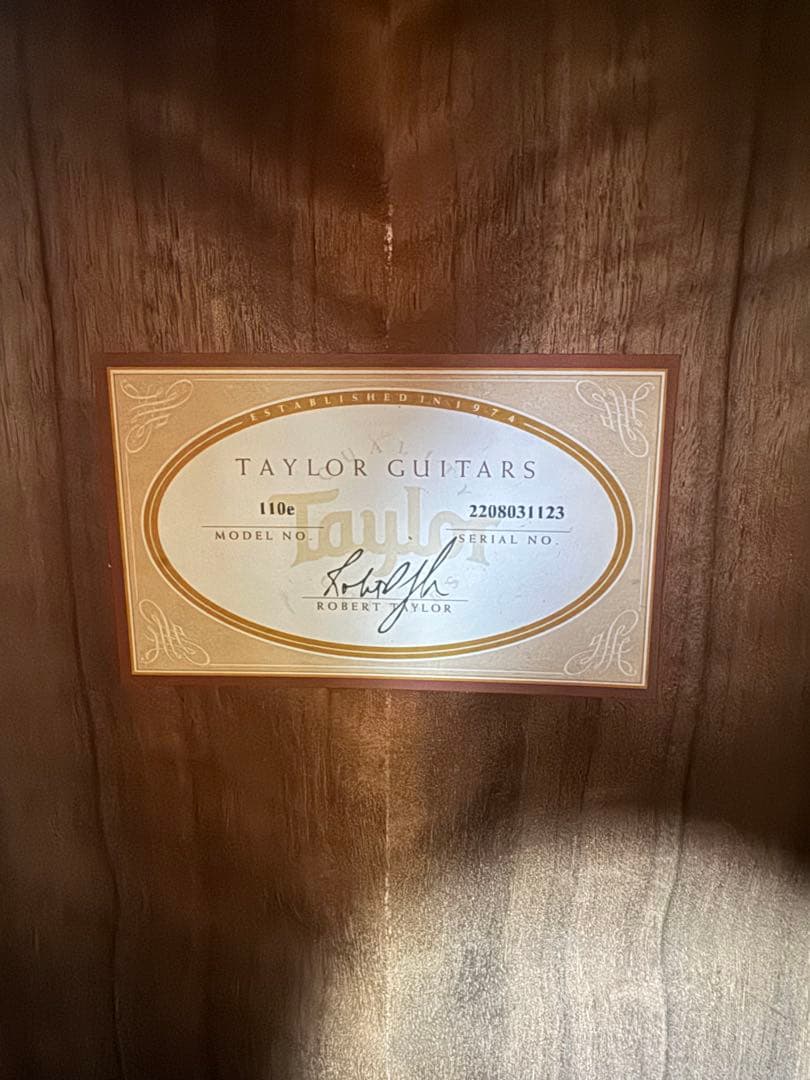 ESTABLISHED IN 1974
TAYLOR GUITARS
Taylor
110e 2208031123
MODEL NO. SERIAL NO.
ROBERT TAYLOR